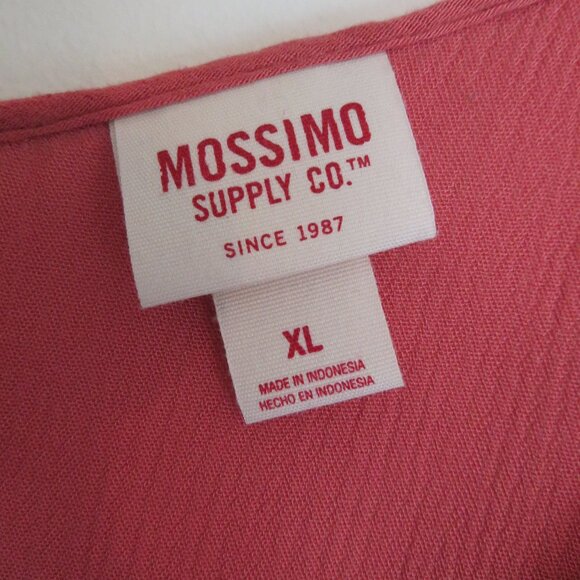 MOSSIMO
SUPPLY CO.™
SINCE 1987
XL
MADE IN INDONESIA
HECHO EN INDONESIA